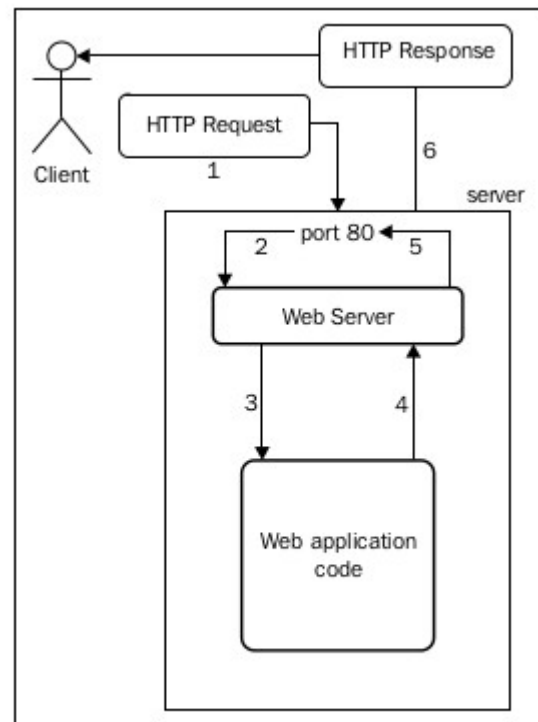 HTTP Response
HTTP Request
1
6
Client
server
2
port 80
5
Web Server
3
4
Web application
code